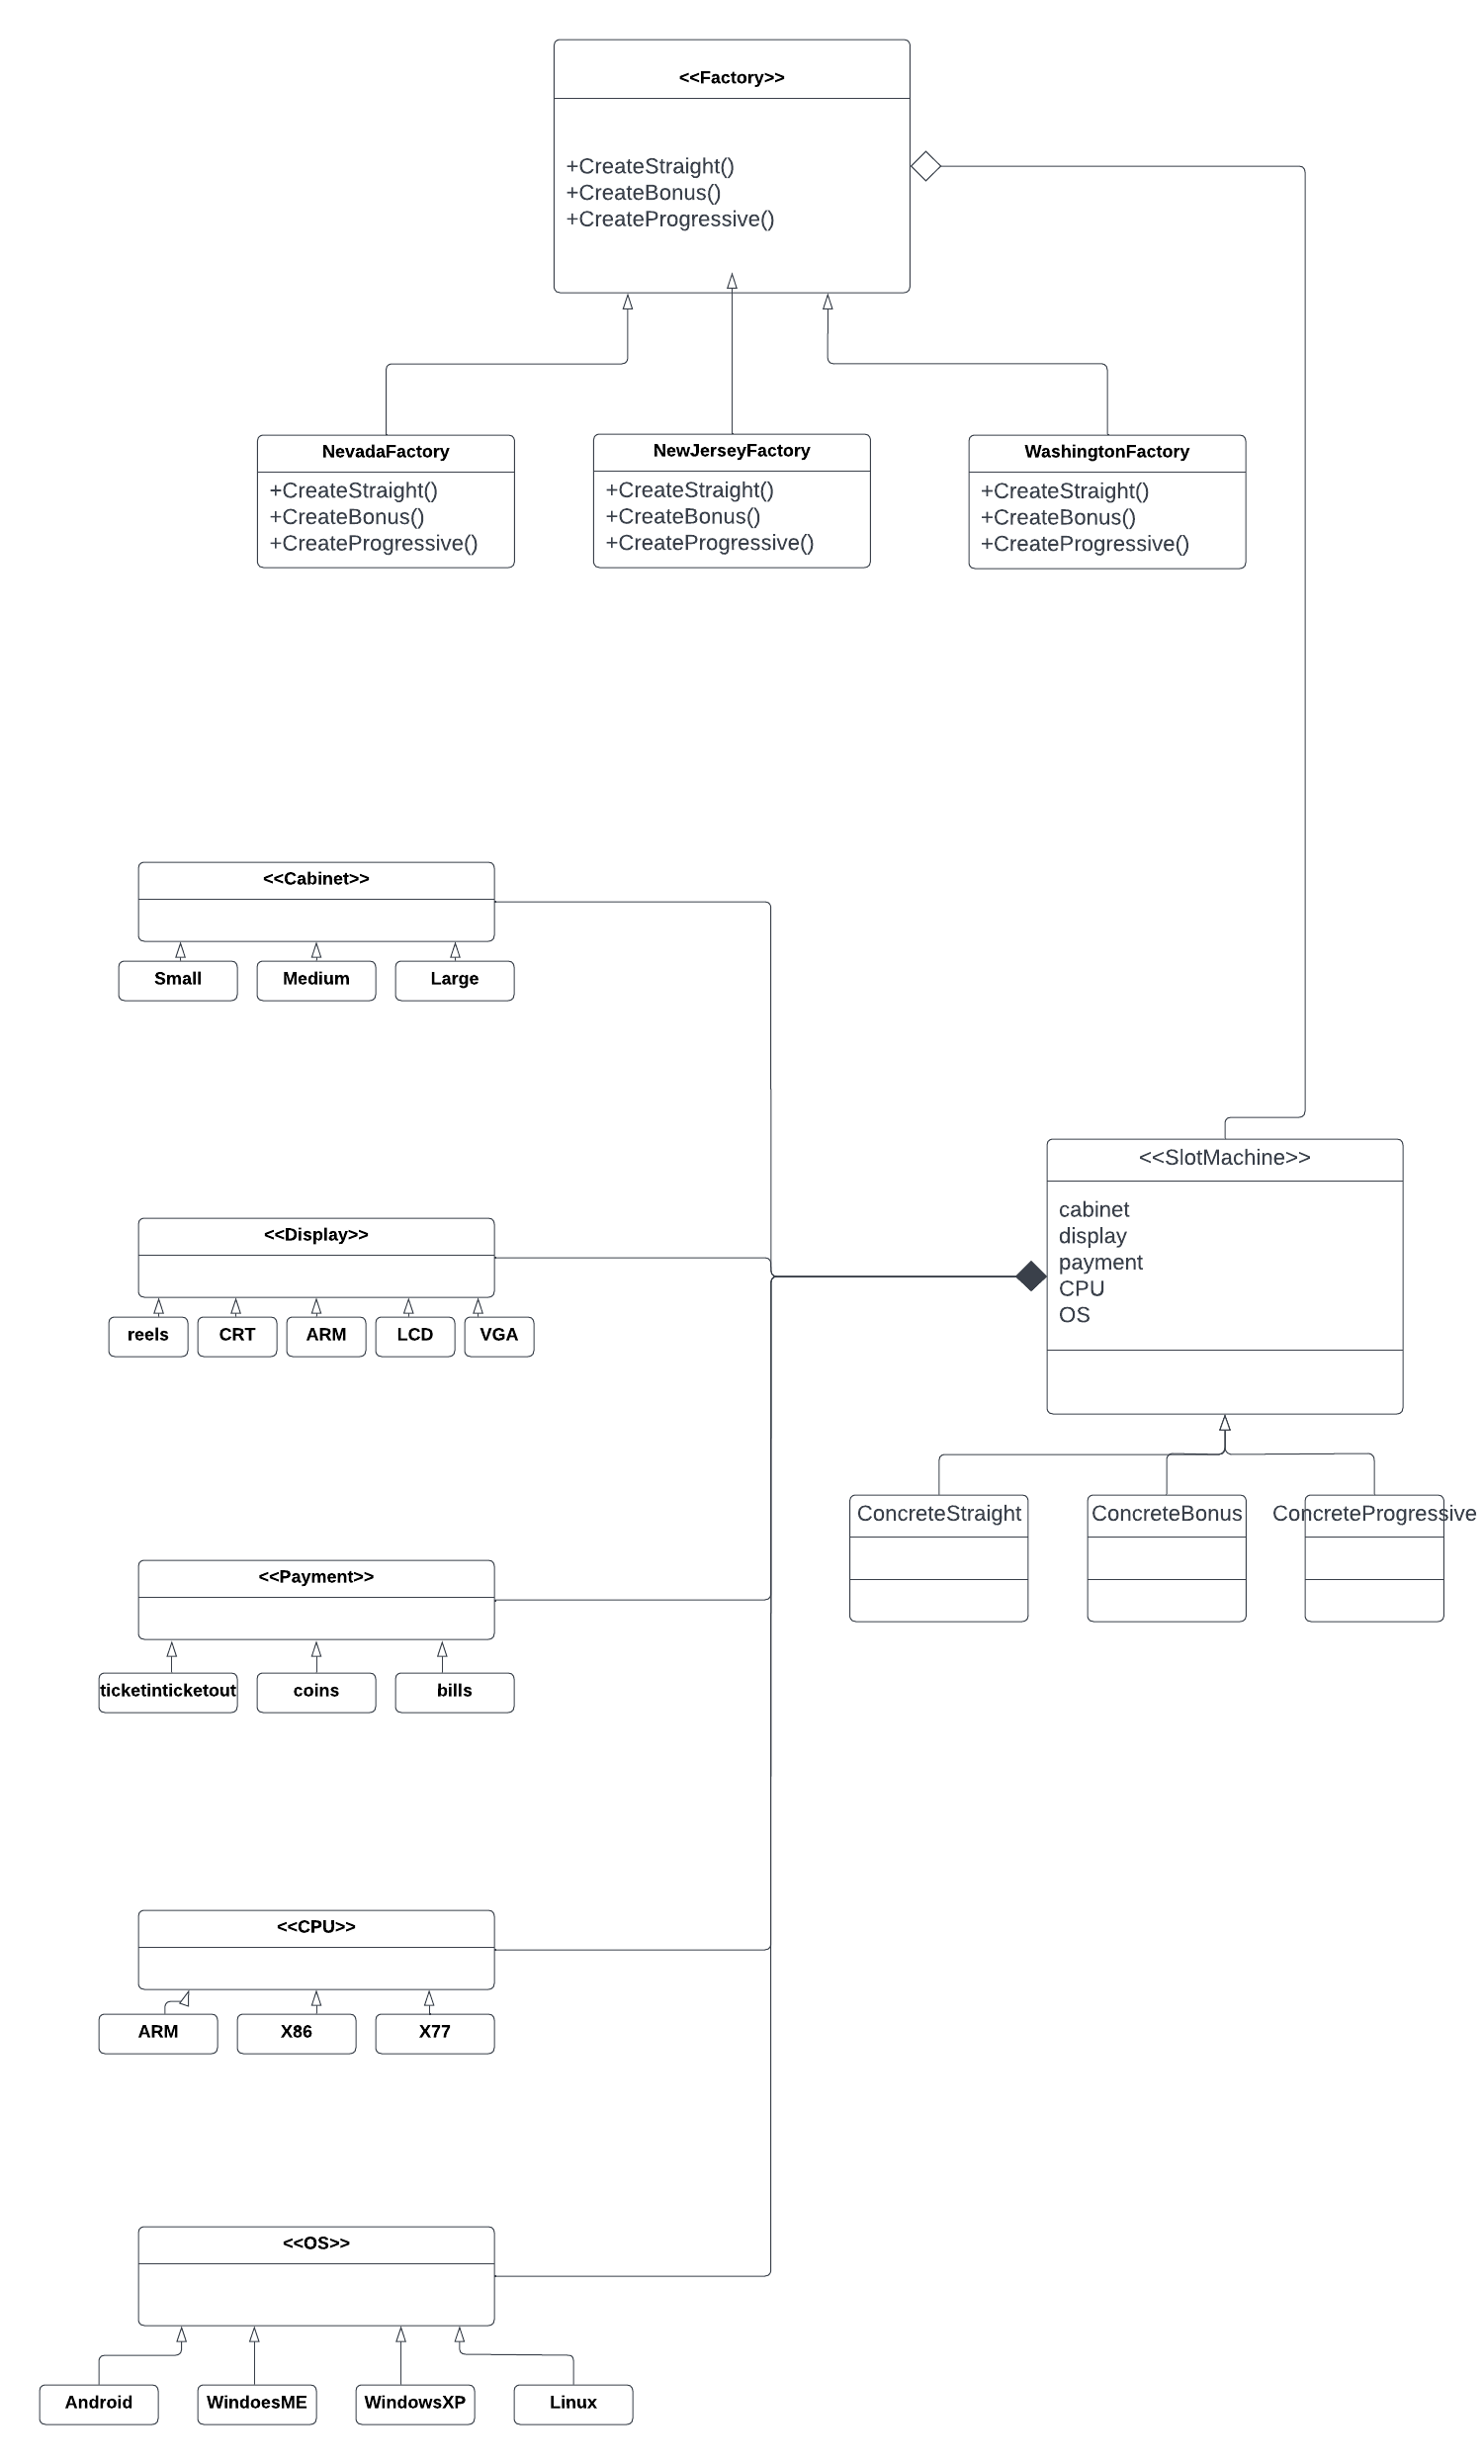 <<Factory>>
+CreateStraight()
+CreateBonus()
+CreateProgressive()
NevadaFactory
+CreateStraight()
+CreateBonus()
+CreateProgressive()
NewJerseyFactory
+CreateStraight()
+CreateBonus()
+CreateProgressive()
WashingtonFactory
+CreateStraight()
+CreateBonus()
+CreateProgressive()
<<Cabinet>>
Small
Medium
Large
<<SlotMachine>>
cabinet
display
payment
CPU
OS
<<Display>>
reels
CRT
ARM
LCD
VGA
ConcreteStraight
ConcreteBonus
ConcreteProgressive
<<Payment>>
ticketinticketout
coins
bills
<<CPU>>
ARM
X86
X77
<<OS>>
Android
WindoesME
WindowsXP
Linux